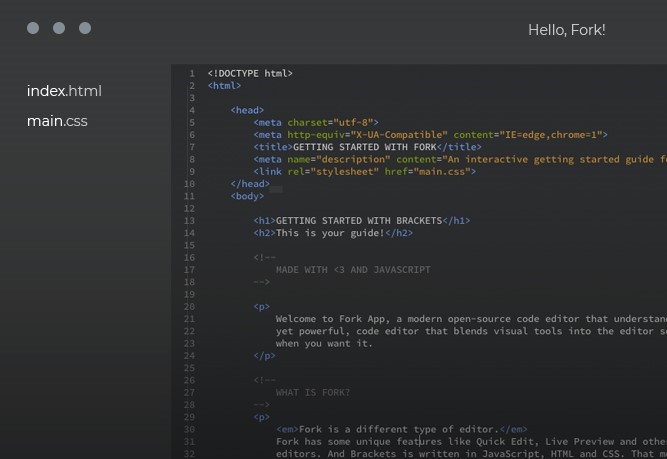 Hello, Fork!
index.html
main.css
1 <!DOCTYPE html>
2 <html>
3
4 <head>
5 <meta charset="utf-8">
6 <meta http-equiv="X-UA-Compatible" content="IE=edge,chrome=1">
7 <title>GETTING STARTED WITH FORK</title>
8 <meta name="description" content="An interactive getting started guide
9 <link rel="stylesheet" href="main.css">
10 </head>
11 <body>
12
13 <h1>GETTING STARTED WITH BRACKETS</h1>
14 <h2>This is your guide!</h2>
15
16 <!--
17 MADE WITH <3 AND JAVASCRIPT
18 -->
19
20 <p>
21 Welcome to Fork App, a modern open-source code editor that
22 yet powerful, code editor that blends visual tools into the editor
23 when you want it.
24 </p>
25
26 <!--
27 WHAT IS FORK?
28 -->
29 <p>
30 <em>Fork is a different type of editor.</em>
31 Fork has some unique features like Quick Edit, Live Preview and
32 editors. And Brackets is written in JavaScript, HTML and CSS. That